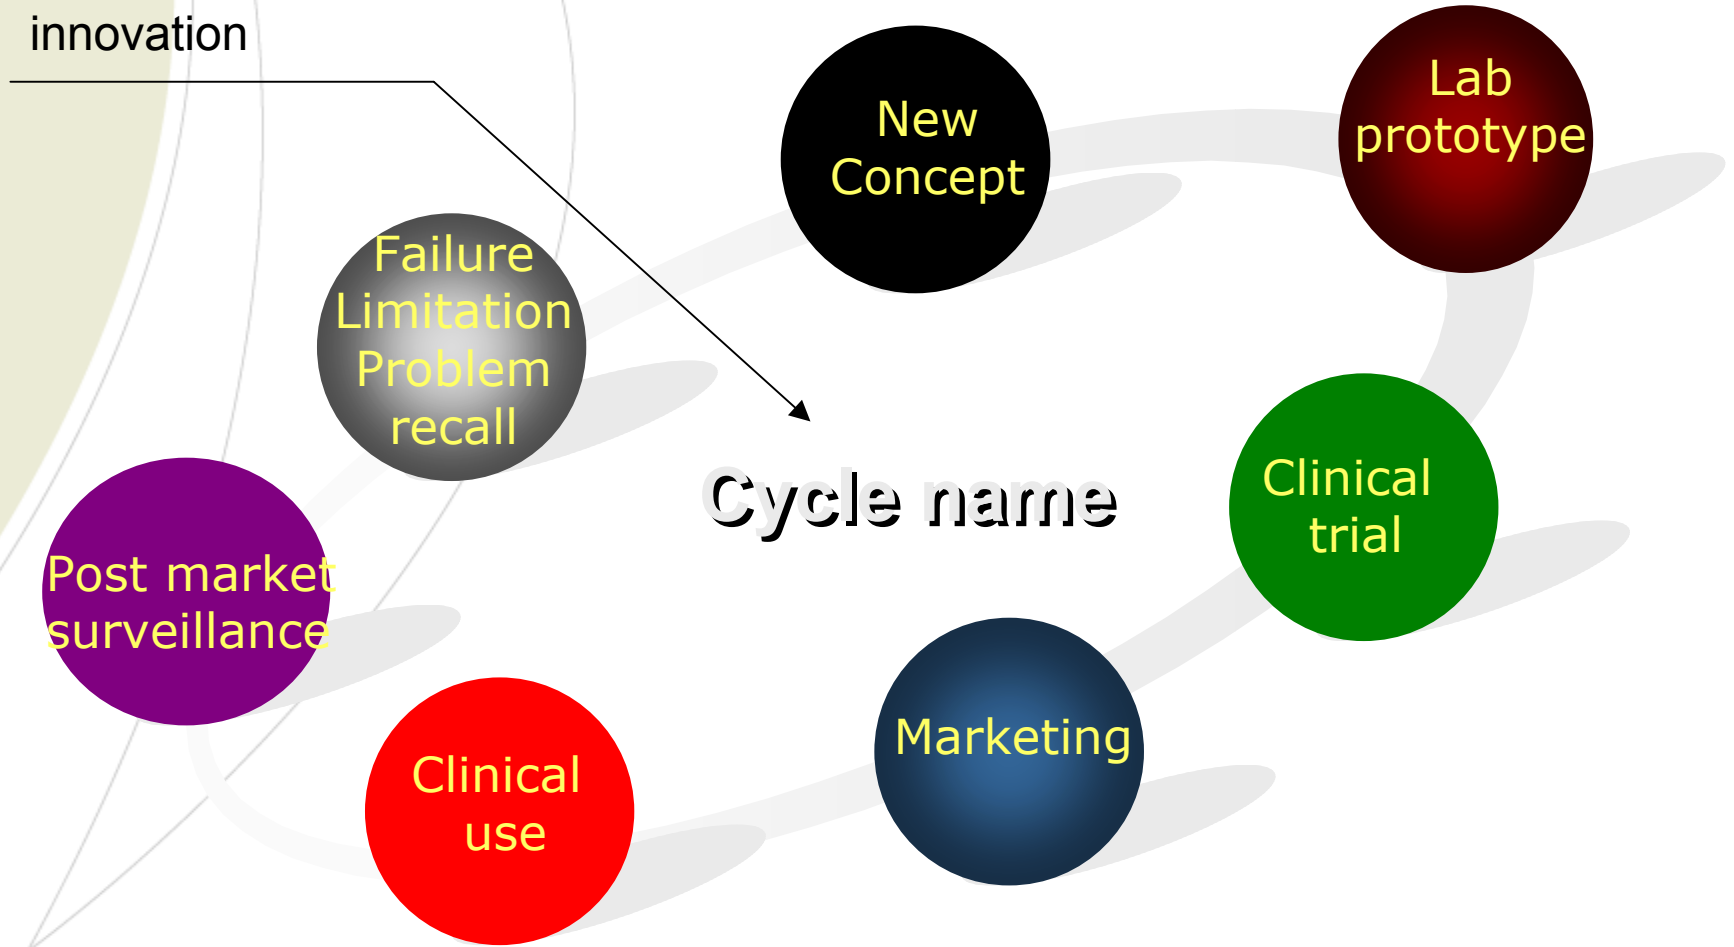 innovation
New
Concept
Lab
prototype
Failure
Limitation
Problem
recall
Cycle name
Clinical
trial
Post market
surveillance
Marketing
Clinical
use